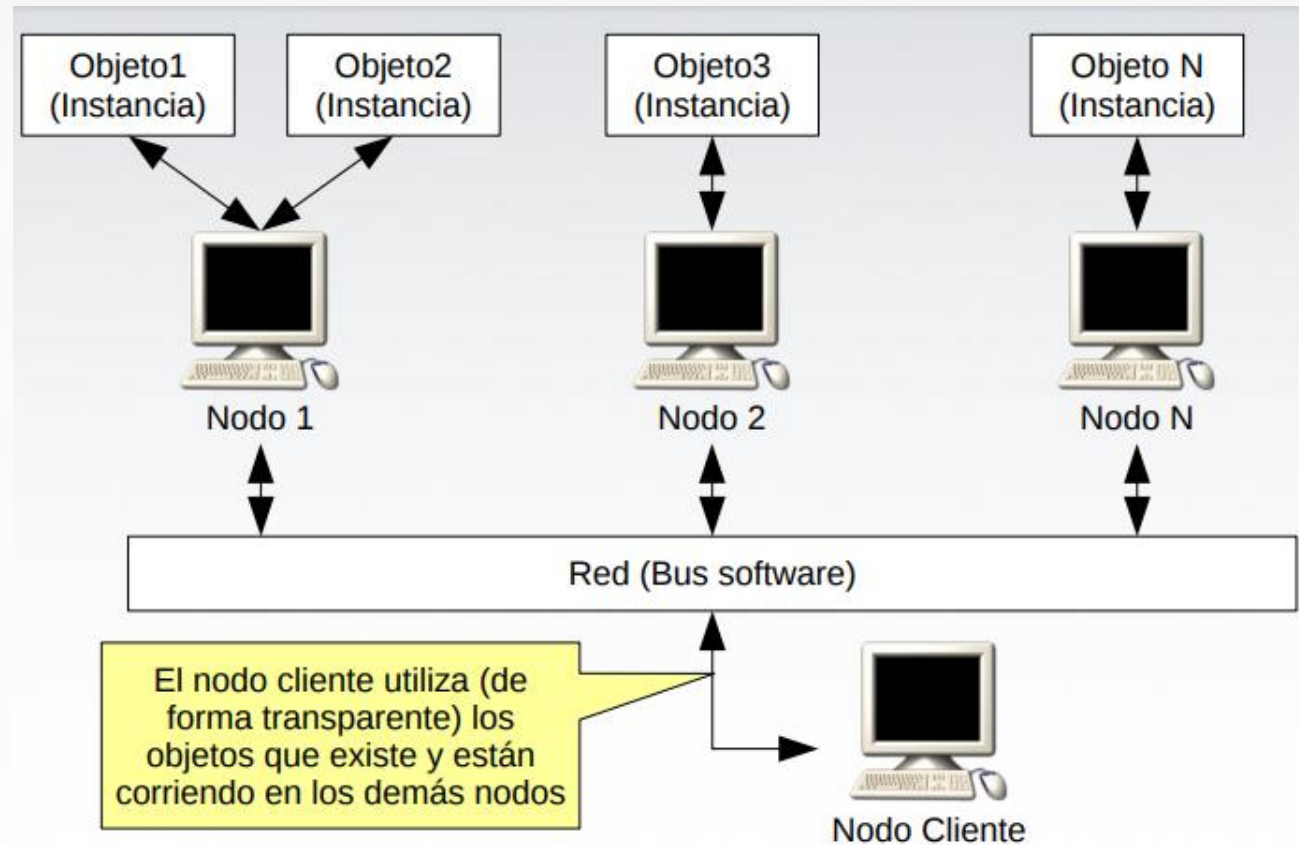 Objeto1
(Instancia)
Objeto2
(Instancia)
Objeto3
(Instancia)
Objeto N
(Instancia)
Nodo 1
Nodo 2
Nodo N
Red (Bus software)
El nodo cliente utiliza (de
forma transparente) los
objetos que existe y están
corriendo en los demás nodos
Nodo Cliente